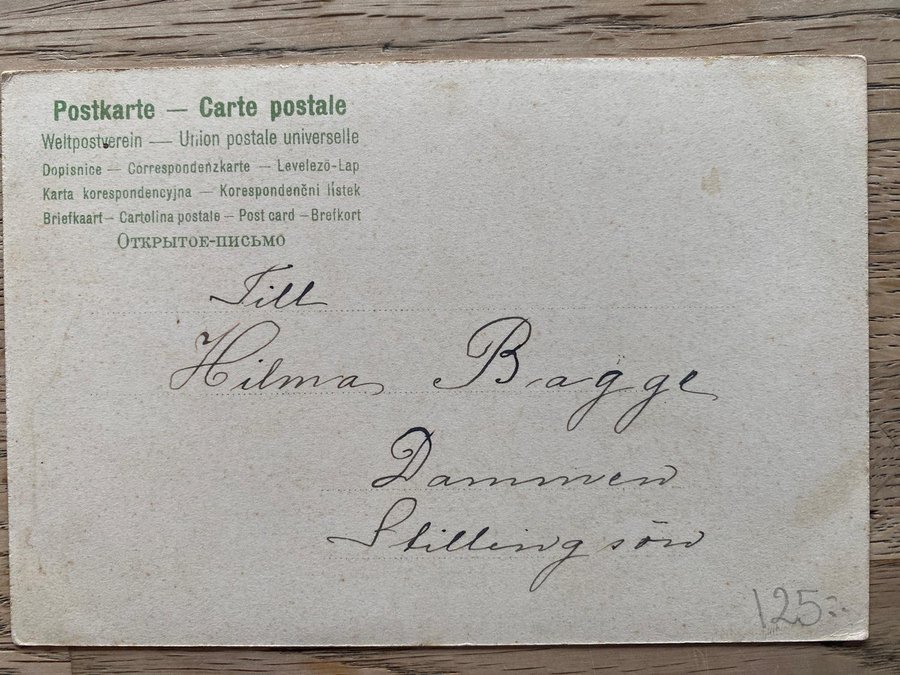 Postkarte — Carte postale
Weltpostverein — Union postale universelle
Dopisnice — Correspondenzkarte — Levelező-Lap
Karta korespondencyjna — Korespondenční lístek
Briefkaart — Cartolina postale — Post card — Brefkort
Открытое-письмо
Till
Hilma Bagge
Dammen
Stillingsön
125:-